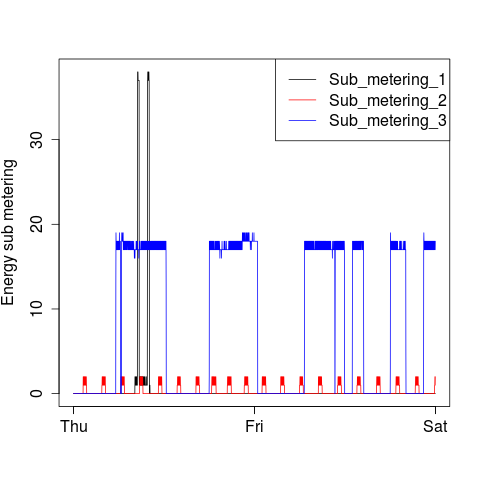 Sub_metering_1
Sub_metering_2
Sub_metering_3
Energy sub metering
30
20
10
0
Thu Fri Sat